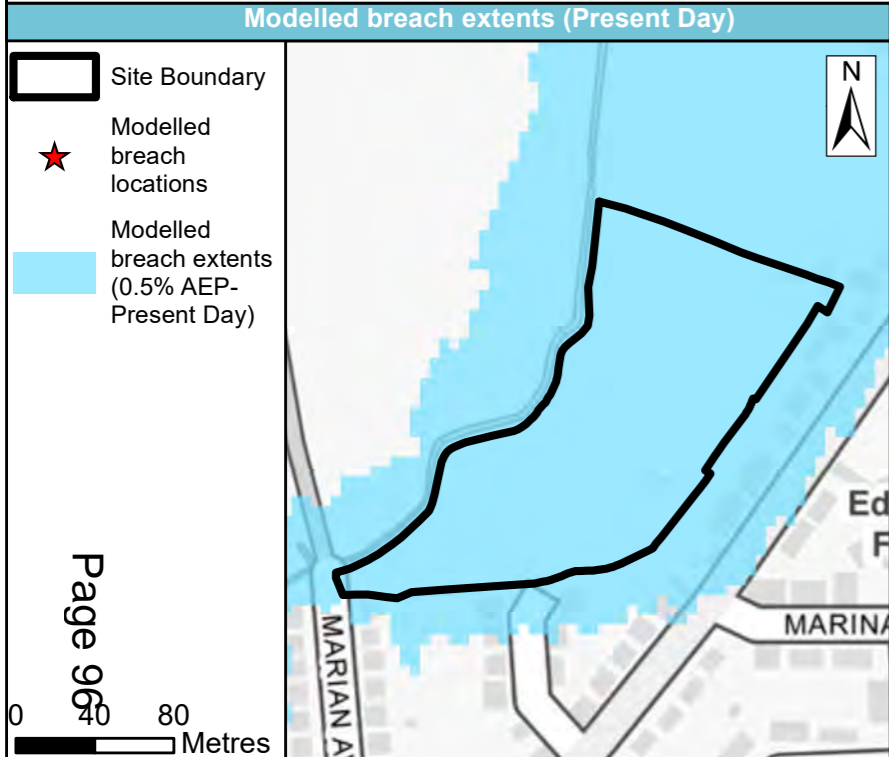 Modelled breach extents (Present Day)
Site Boundary
Modelled
breach
locations
Modelled
breach extents
(0.5% AEP-
Present Day)
Page 96
0 40 80
Metres
N
Ed
F
MARINA
MARIAN AV